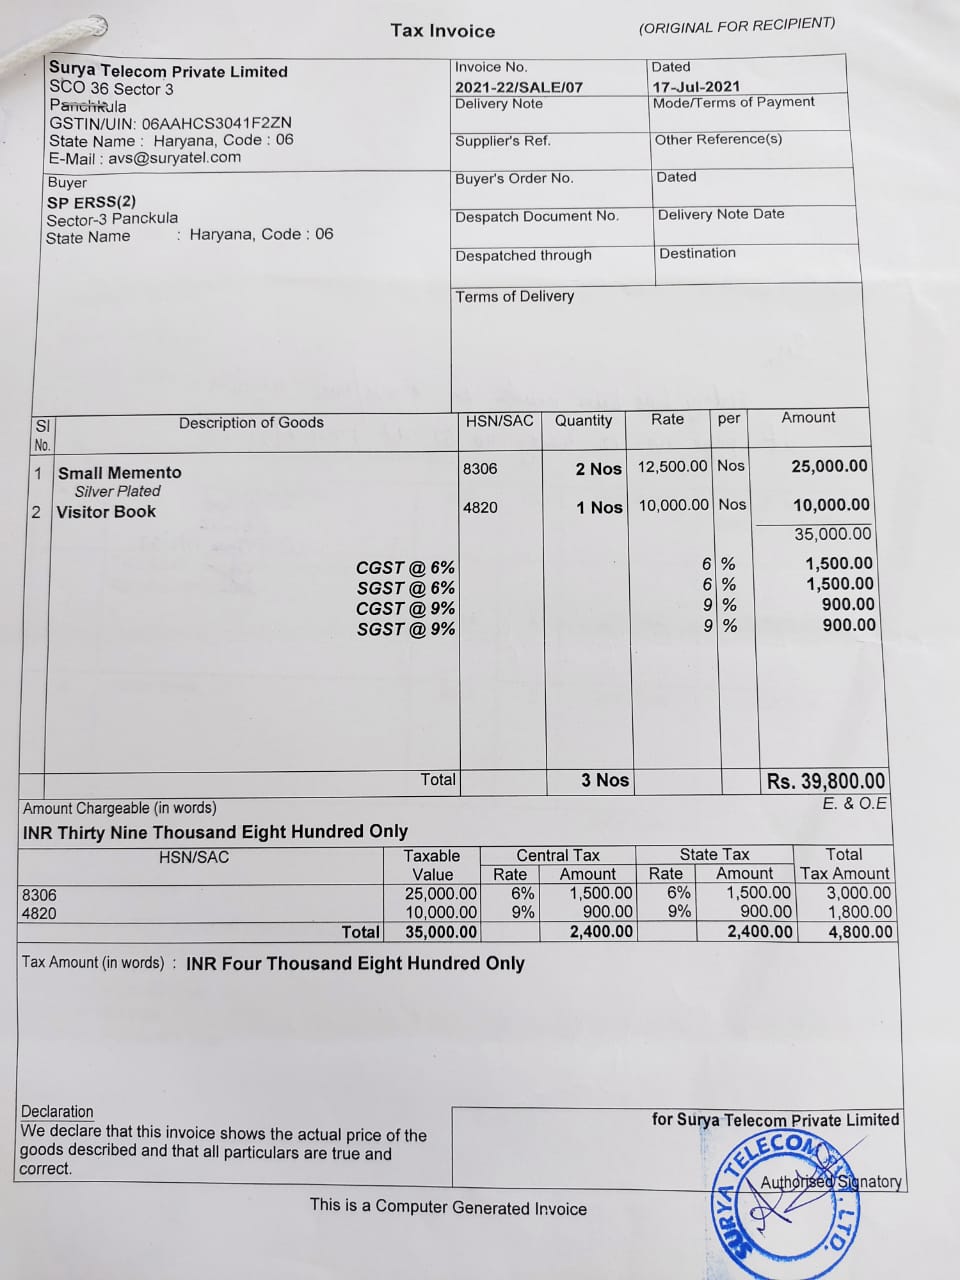 Tax Invoice
(ORIGINAL FOR RECIPIENT)
Surya Telecom Private Limited
SCO 36 Sector 3
Panchkula
GSTIN/UIN: 06AAHCS3041F2ZN
State Name : Haryana, Code : 06
E-Mail : avs@suryatel.com
Invoice No.
2021-22/SALE/07
Dated
17-Jul-2021
Delivery Note
Mode/Terms of Payment
Supplier's Ref.
Other Reference(s)
Buyer
SP ERSS(2)
Sector-3 Panckula
State Name : Haryana, Code : 06
Buyer's Order No.
Dated
Despatch Document No.
Delivery Note Date
Despatched through
Destination
Terms of Delivery
SI No. Description of Goods HSN/SAC Quantity Rate per Amount
1 Small Memento 8306 2 Nos 12,500.00 Nos 25,000.00
Silver Plated
2 Visitor Book 4820 1 Nos 10,000.00 Nos 10,000.00
35,000.00
CGST @ 6% 6 % 1,500.00
SGST @ 6% 6 % 1,500.00
CGST @ 9% 9 % 900.00
SGST @ 9% 9 % 900.00
Total 3 Nos Rs. 39,800.00
Amount Chargeable (in words) E. & O.E
INR Thirty Nine Thousand Eight Hundred Only
HSN/SAC Taxable Value Central Tax State Tax Total Tax Amount
Rate Amount Rate Amount
8306 25,000.00 6% 1,500.00 6% 1,500.00 3,000.00
4820 10,000.00 9% 900.00 9% 900.00 1,800.00
Total 35,000.00 2,400.00 2,400.00 4,800.00
Tax Amount (in words) : INR Four Thousand Eight Hundred Only
Declaration
We declare that this invoice shows the actual price of the
goods described and that all particulars are true and
correct.
for Surya Telecom Private Limited
Authorised Signatory
SURYA TELECOM PVT. LTD.
This is a Computer Generated Invoice